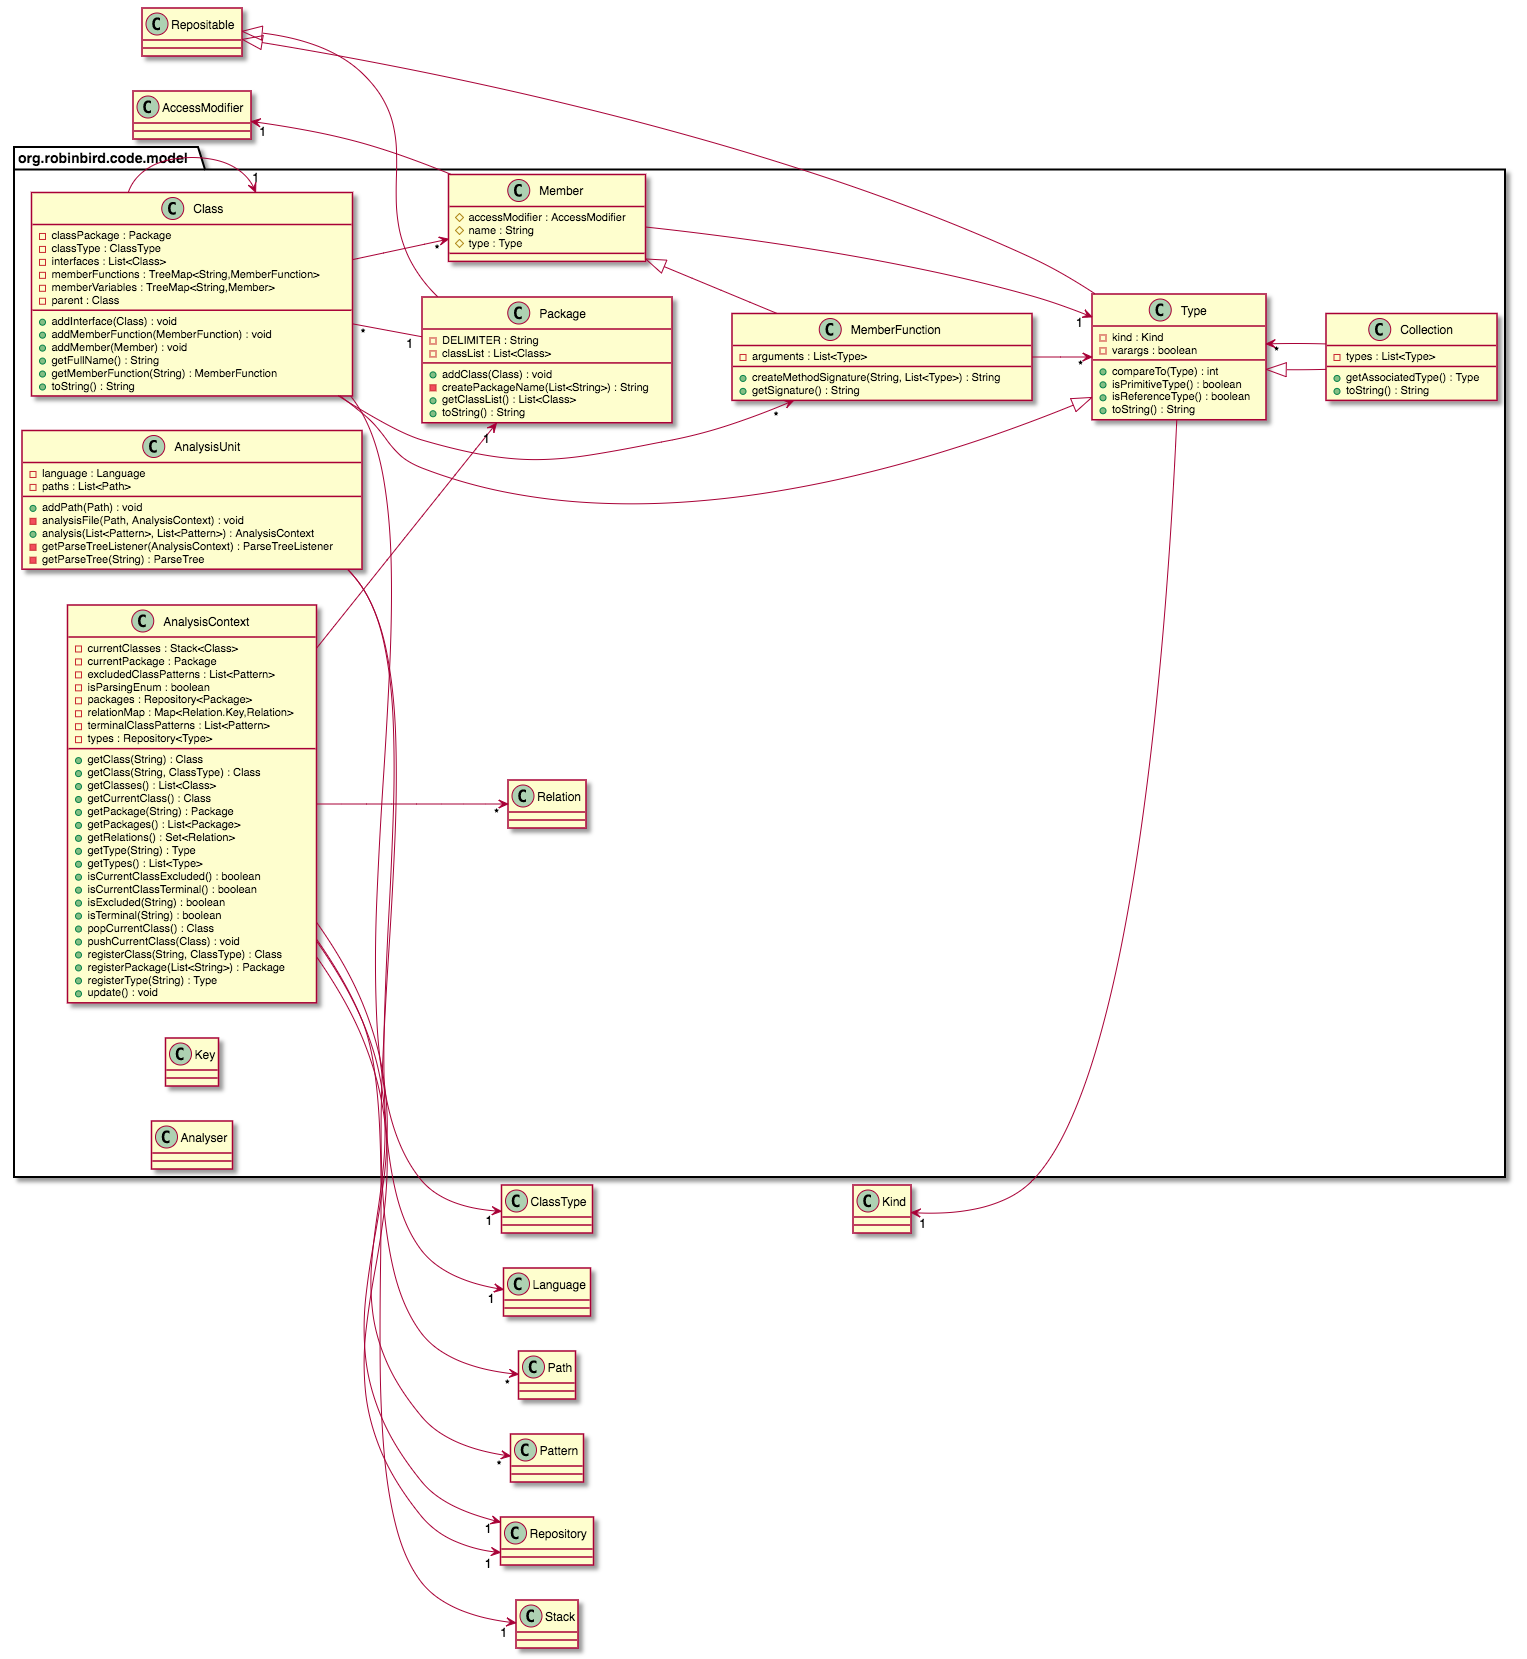 C Repositable
C AccessModifier
1
org.robinbird.code.model
1
C Class
classPackage : Package
classType : ClassType
interfaces : List<Class>
memberFunctions : TreeMap<String,MemberFunction>
memberVariables : TreeMap<String,Member>
parent : Class
addInterface(Class) : void
addMemberFunction(MemberFunction) : void
addMember(Member) : void
getFullName() : String
getMemberFunction(String) : MemberFunction
toString() : String
C Member
accessModifier : AccessModifier
name : String
type : Type
*
C Package
DELIMITER : String
classList : List<Class>
addClass(Class) : void
createPackageName(List<String>) : String
getClassList() : List<Class>
toString() : String
*
1
1
C MemberFunction
arguments : List<Type>
createMethodSignature(String, List<Type>) : String
getSignature() : String
*
*
C Type
kind : Kind
varargs : boolean
compareTo(Type) : int
isPrimitiveType() : boolean
isReferenceType() : boolean
toString() : String
1
*
C Collection
types : List<Type>
getAssociatedType() : Type
toString() : String
C AnalysisUnit
language : Language
paths : List<Path>
addPath(Path) : void
analysisFile(Path, AnalysisContext) : void
analysis(List<Pattern>, List<Pattern>) : AnalysisContext
getParseTreeListener(AnalysisContext) : ParseTreeListener
getParseTree(String) : ParseTree
C AnalysisContext
currentClasses : Stack<Class>
currentPackage : Package
excludedClassPatterns : List<Pattern>
isParsingEnum : boolean
packages : Repository<Package>
relationMap : Map<Relation.Key,Relation>
terminalClassPatterns : List<Pattern>
types : Repository<Type>
getClass(String) : Class
getClass(String, ClassType) : Class
getClasses() : List<Class>
getCurrentClass() : Class
getPackage(String) : Package
getPackages() : List<Package>
getRelations() : Set<Relation>
getType(String) : Type
getTypes() : List<Type>
isCurrentClassExcluded() : boolean
isCurrentClassTerminal() : boolean
isExcluded(String) : boolean
isTerminal(String) : boolean
popCurrentClass() : Class
pushCurrentClass(Class) : void
registerClass(String, ClassType) : Class
registerPackage(List<String>) : Package
registerType(String) : Type
update() : void
C Relation
*
C Key
C Analyser
C ClassType
1
C Kind
1
C Language
1
C Path
*
C Pattern
*
C Repository
1
1
C Stack
1